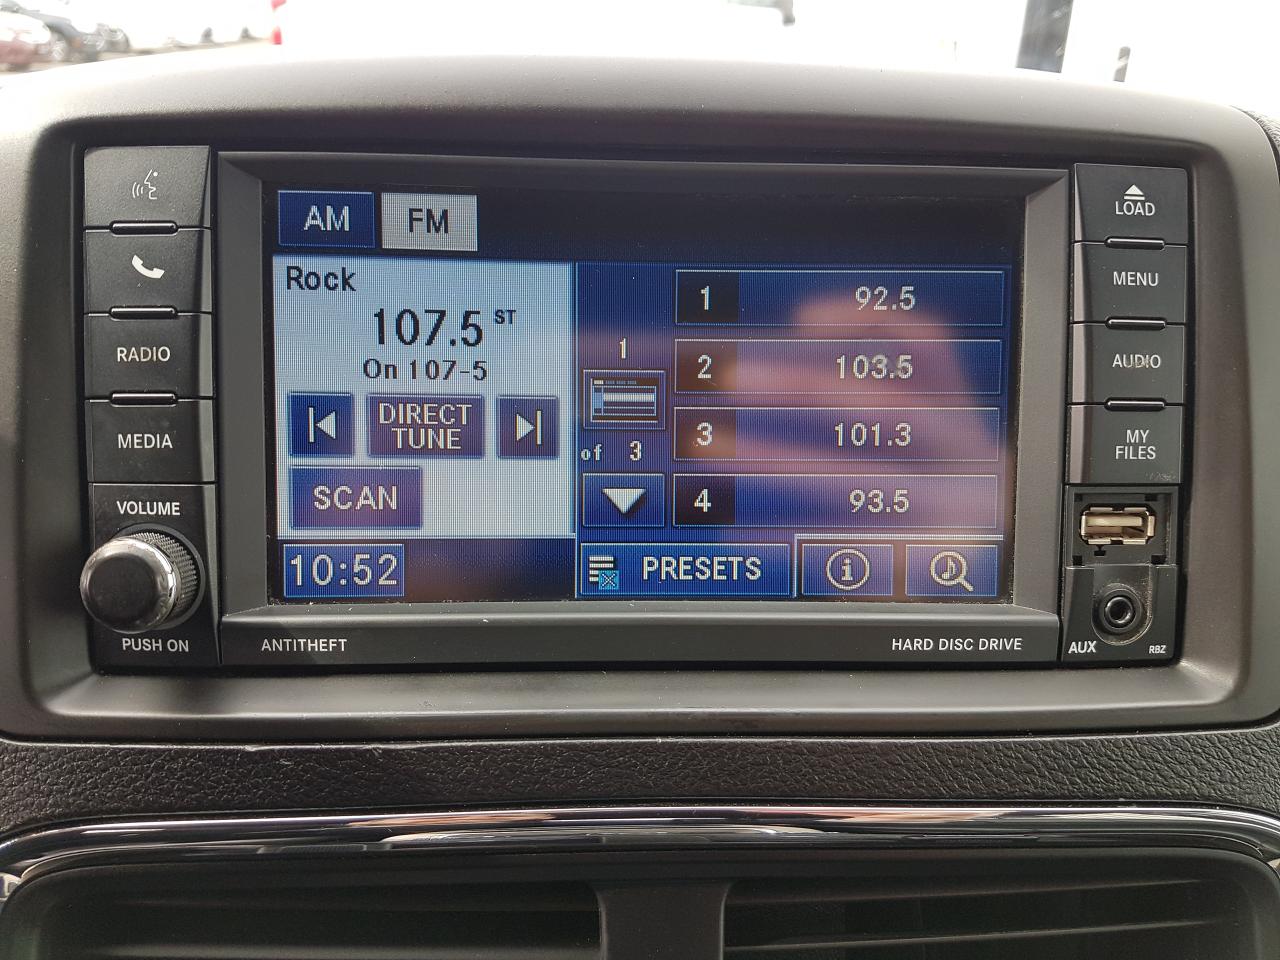 AM
FM
Rock
107.5 ST
On 107-5
DIRECT
TUNE
SCAN
10:52
1
of 3
1 92.5
2 103.5
3 101.3
4 93.5
PRESETS
i
RADIO
MEDIA
VOLUME
PUSH ON
ANTITHEFT
HARD DISC DRIVE
LOAD
MENU
AUDIO
MY
FILES
AUX
RBZ